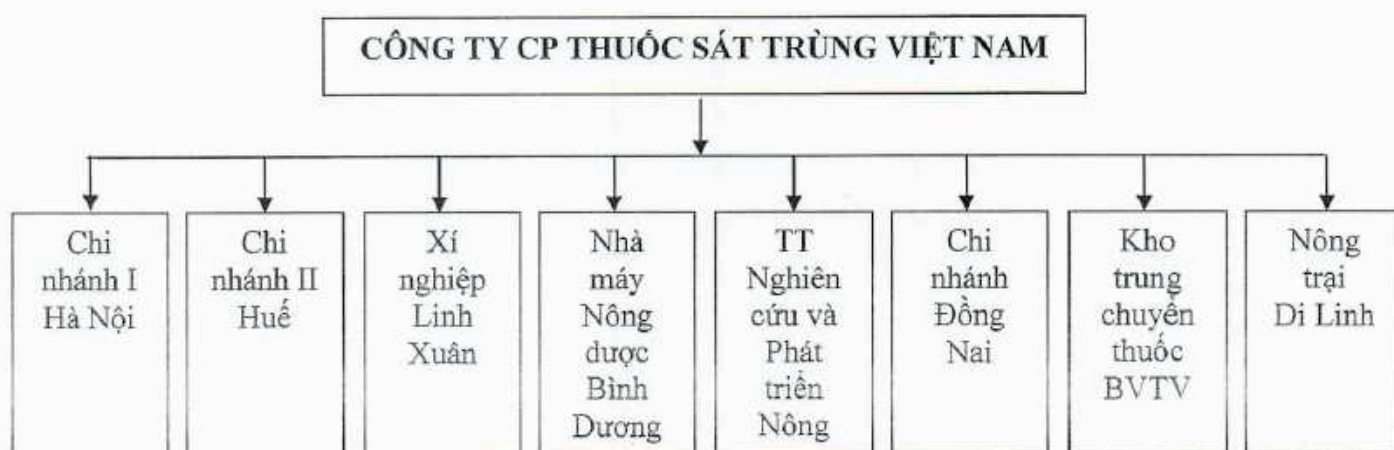 CÔNG TY CP THUỐC SÁT TRÙNG VIỆT NAM
Chi
nhánh I
Hà Nội
Chi
nhánh II
Huế
Xí
nghiệp
Linh
Xuân
Nhà
máy
Nông
dược
Bình
Dương
TT
Nghiên
cứu và
Phát
triển
Nông
Chi
nhánh
Đồng
Nai
Kho
trung
chuyển
thuốc
BVTV
Nông
trại
Di Linh